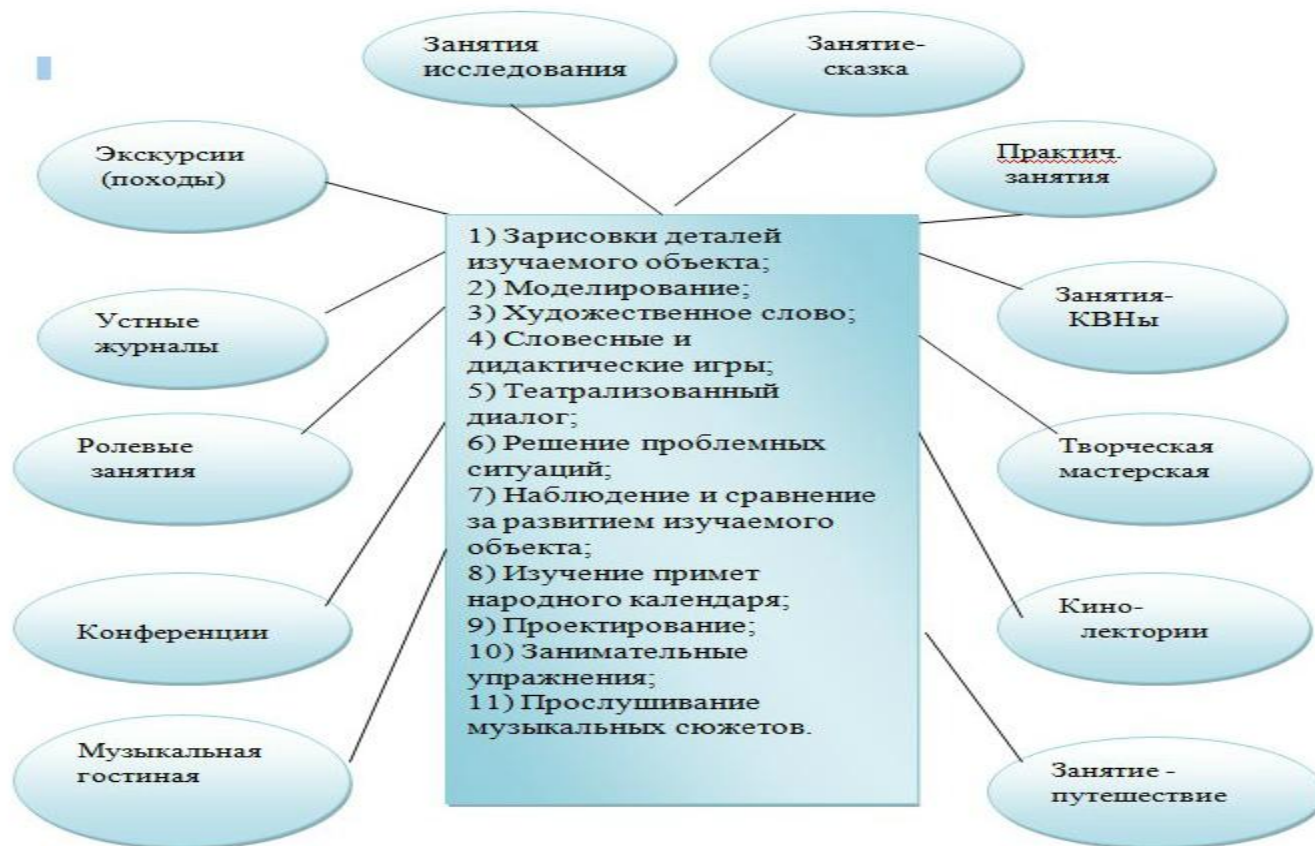 Занятия
исследования
Занятие-
сказка
Экскурсии
(походы)
Практич.
занятия
Устные
журналы
Занятия-
КВНы
Ролевые
занятия
Творческая
мастерская
Конференции
Кино-
лектории
Музыкальная
гостиная
Занятие -
путешествие
1) Зарисовки деталей
изучаемого объекта;
2) Моделирование;
3) Художественное слово;
4) Словесные и
дидактические игры;
5) Театрализованный
диалог;
6) Решение проблемных
ситуаций;
7) Наблюдение и сравнение
за развитием изучаемого
объекта;
8) Изучение примет
народного календаря;
9) Проектирование;
10) Занимательные
упражнения;
11) Прослушивание
музыкальных сюжетов.